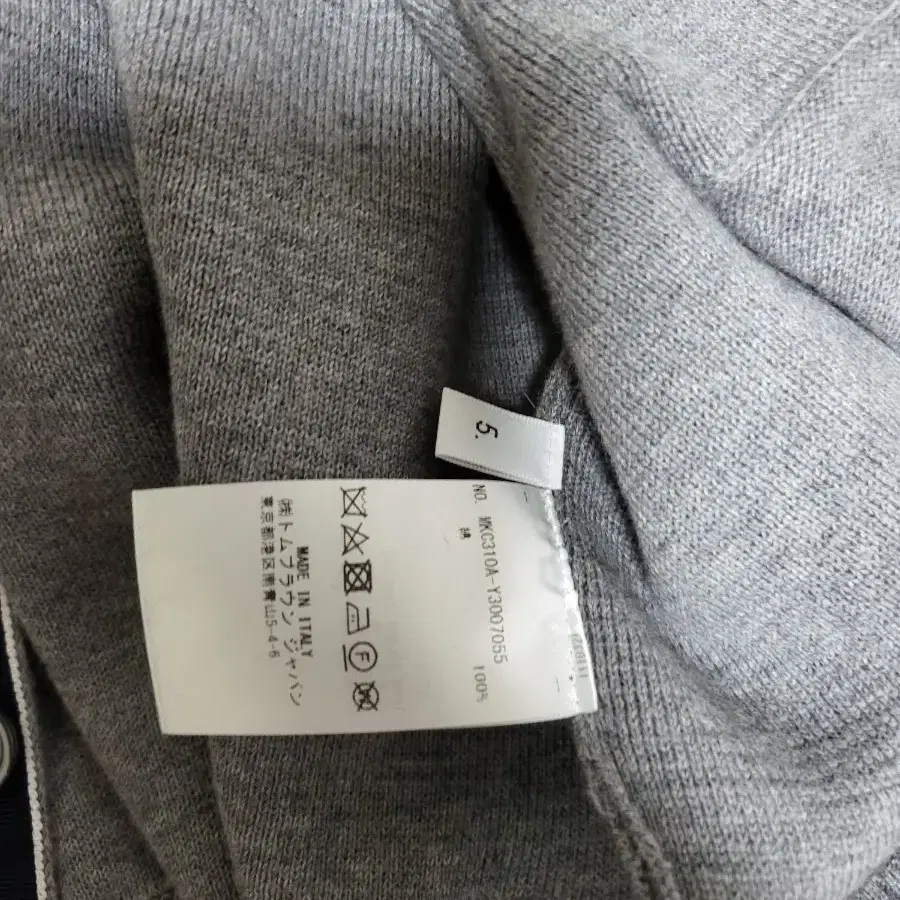 5.
NO. MKC310A-Y3007055
綿 100%
MADE IN ITALY
㈱トムブラウン ジャパン
東京都港区南青山5-4-6